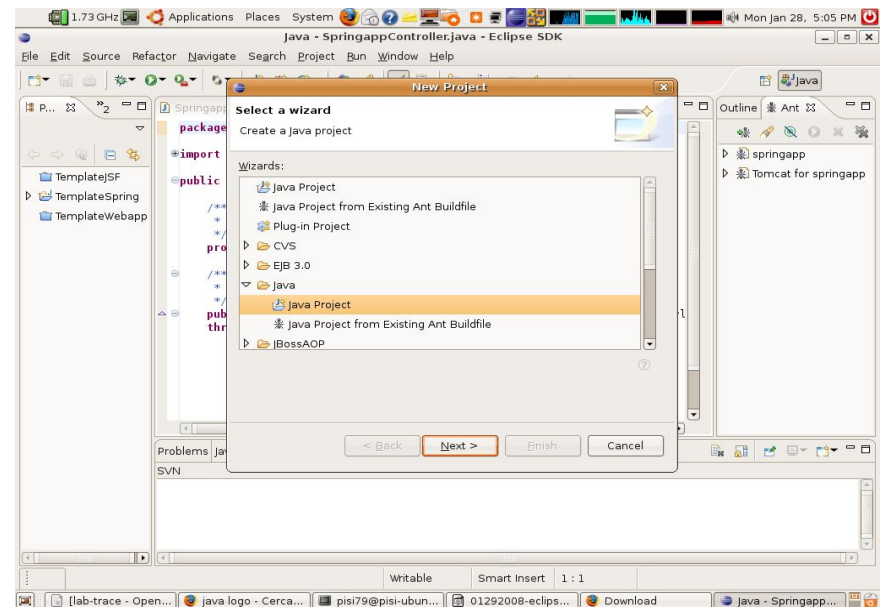 1.73 GHz Applications Places System Mon Jan 28, 5:05 PM
Java - SpringappController.java - Eclipse SDK
File Edit Source Refactor Navigate Search Project Run Window Help
Java
New Project
P... 2
Springapp
Outline Ant
Select a wizard
Create a Java project
package
import
public
/**
*
*/
pro
/**
*
*/
pub
thr
TemplateJSF
TemplateSpring
TemplateWebapp
springapp
Tomcat for springapp
Wizards:
Java Project
Java Project from Existing Ant Buildfile
Plug-in Project
CVS
EJB 3.0
Java
Java Project
Java Project from Existing Ant Buildfile
JBossAOP
< Back Next > Finish Cancel
Problems Jav
SVN
Writable Smart Insert 1 : 1
[lab-trace - Open... java logo - Cerca... pisi79@pisi-ubun... 01292008-eclips... Download Java - Springapp...